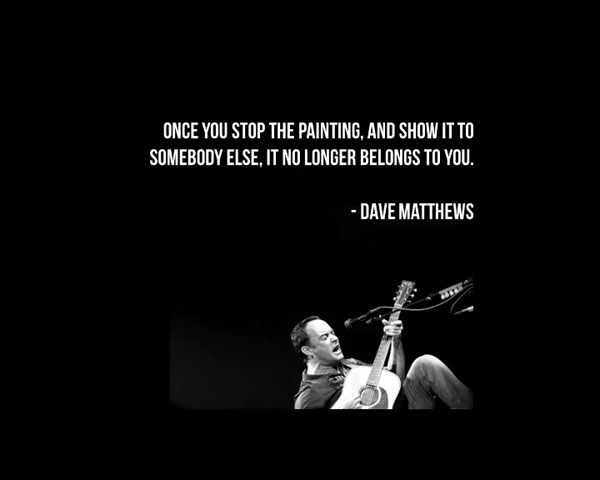 ONCE YOU STOP THE PAINTING, AND SHOW IT TO
SOMEBODY ELSE, IT NO LONGER BELONGS TO YOU.
- DAVE MATTHEWS